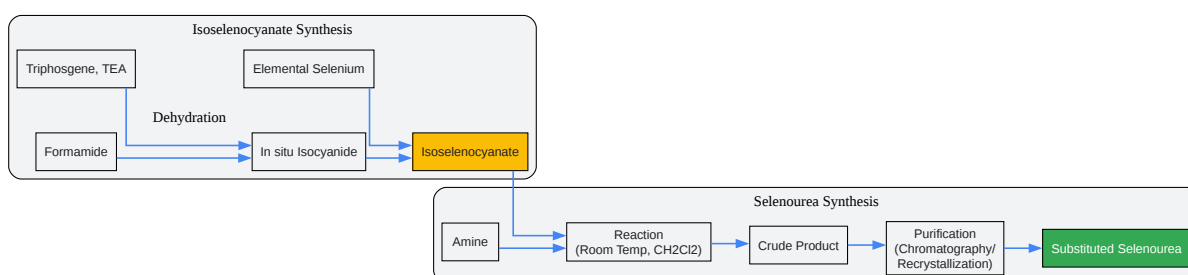 Isoselenocyanate Synthesis
Triphosgene, TEA
Elemental Selenium
Dehydration
Formamide
In situ Isocyanide
Isoselenocyanate
Selenourea Synthesis
Amine
Reaction
(Room Temp, CH2Cl2)
Crude Product
Purification
(Chromatography/
Recrystallization)
Substituted Selenourea